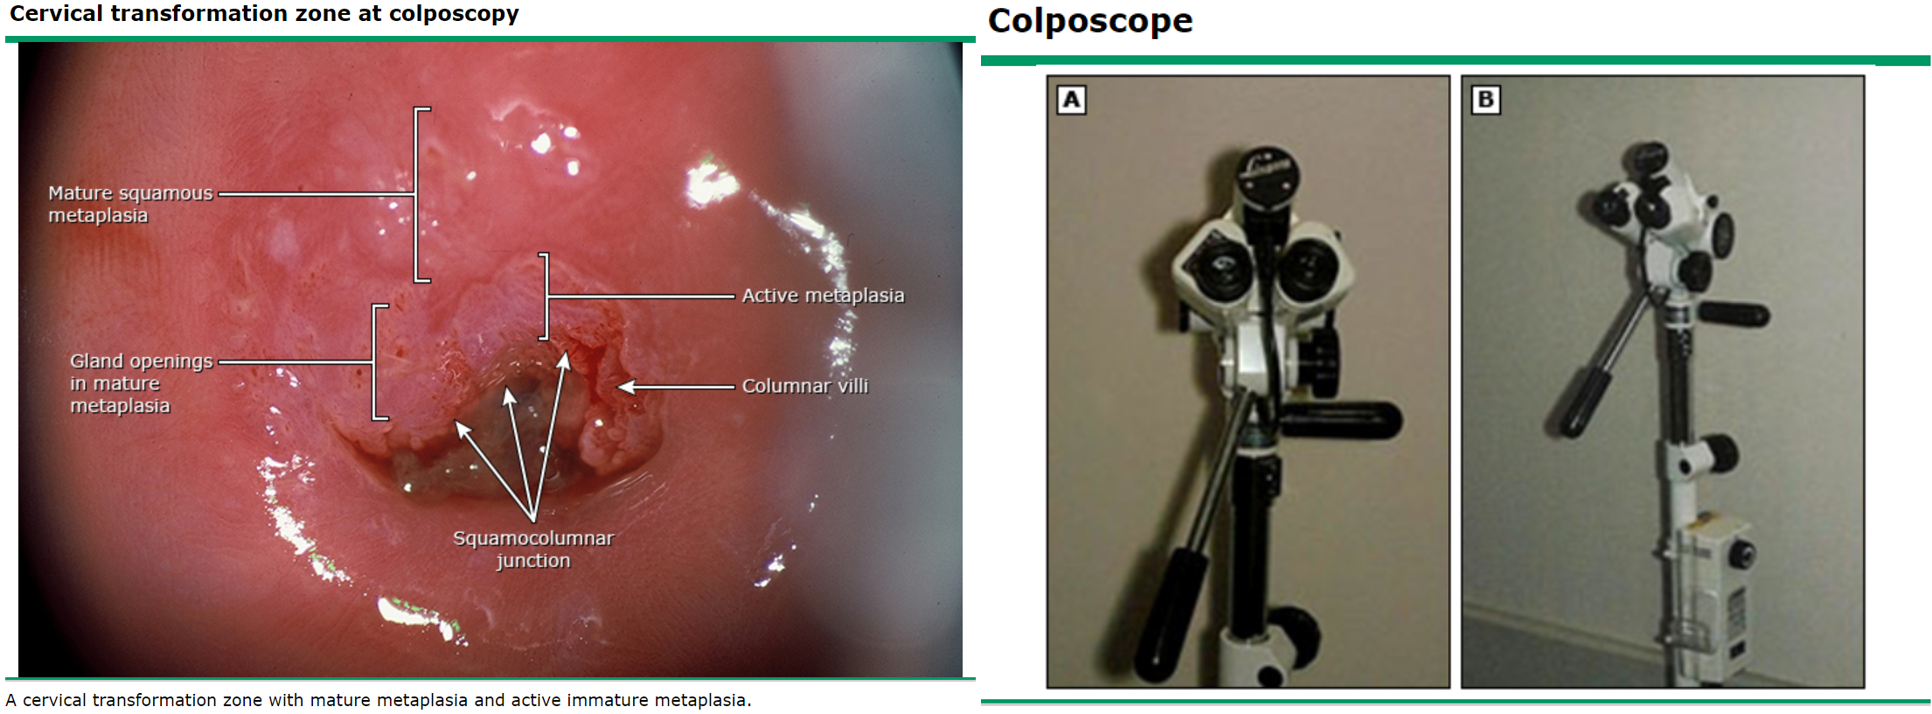 Cervical transformation zone at colposcopy
Mature squamous
metaplasia
Active metaplasia
Gland openings
in mature
metaplasia
Columnar villi
Squamocolumnar
junction
A cervical transformation zone with mature metaplasia and active immature metaplasia.
Colposcope
A
B